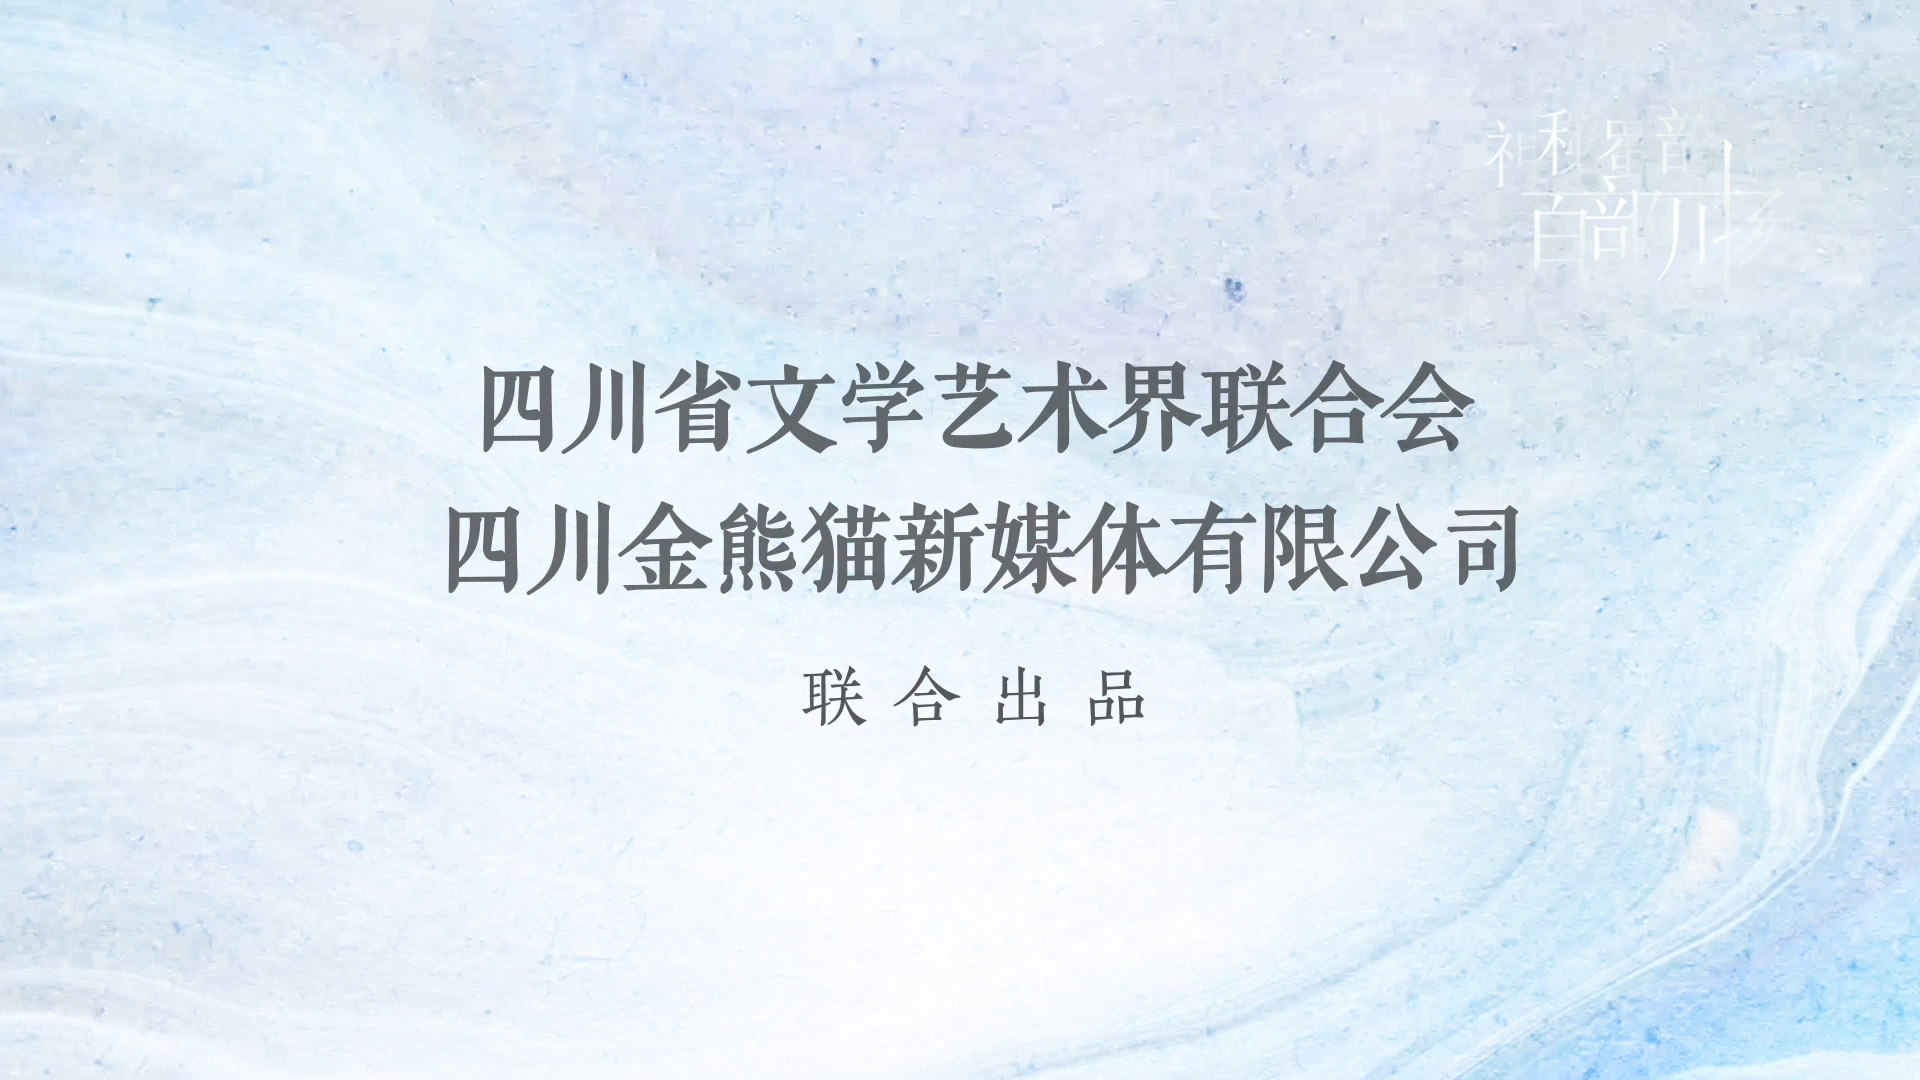 四川省文学艺术界联合会
四川金熊猫新媒体有限公司
联合出品